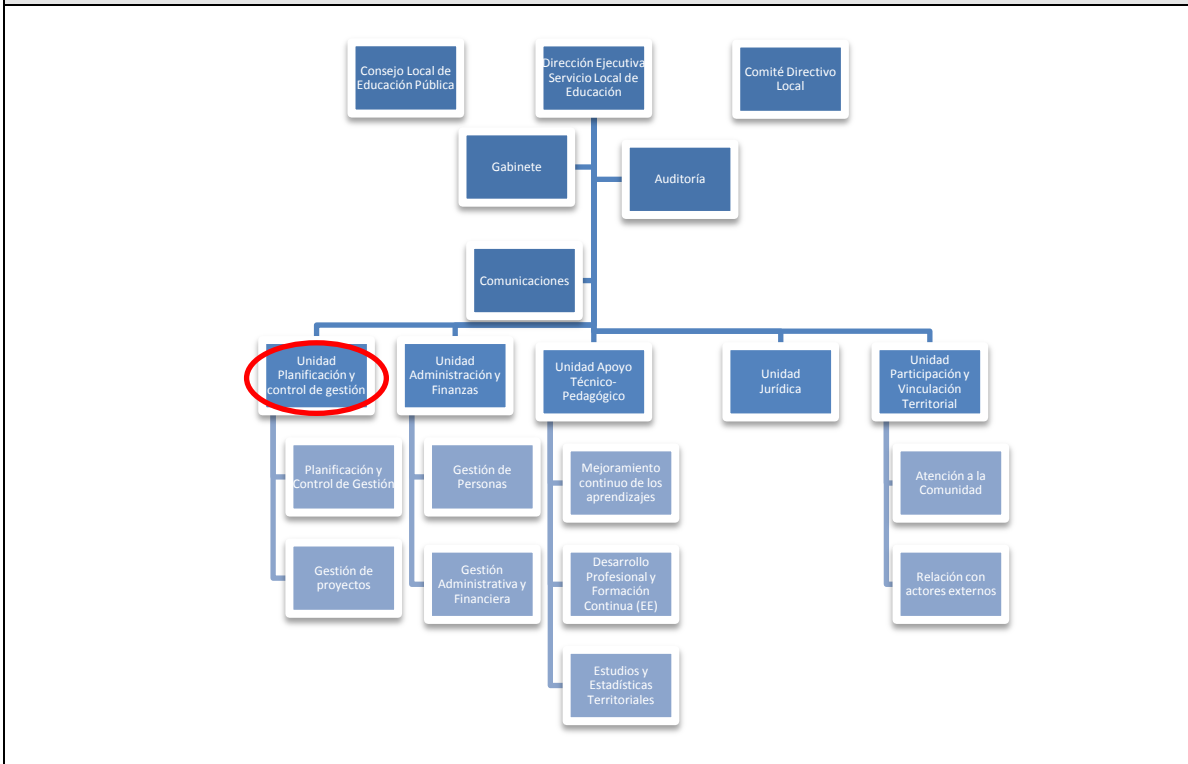 Consejo Local de
Educación Pública
Dirección Ejecutiva
Servicio Local de
Educación
Comité Directivo
Local
Gabinete
Auditoría
Comunicaciones
Unidad
Planificación y
control de gestión
Unidad
Administración y
Finanzas
Unidad Apoyo
Técnico-
Pedagógico
Unidad
Jurídica
Unidad
Participación y
Vinculación
Territorial
Planificación y
Control de Gestión
Gestión de
proyectos
Gestión de
Personas
Gestión
Administrativa y
Financiera
Mejoramiento
continuo de los
aprendizajes
Desarrollo
Profesional y
Formación
Continua (EE)
Estudios y
Estadísticas
Territoriales
Atención a la
Comunidad
Relación con
actores externos